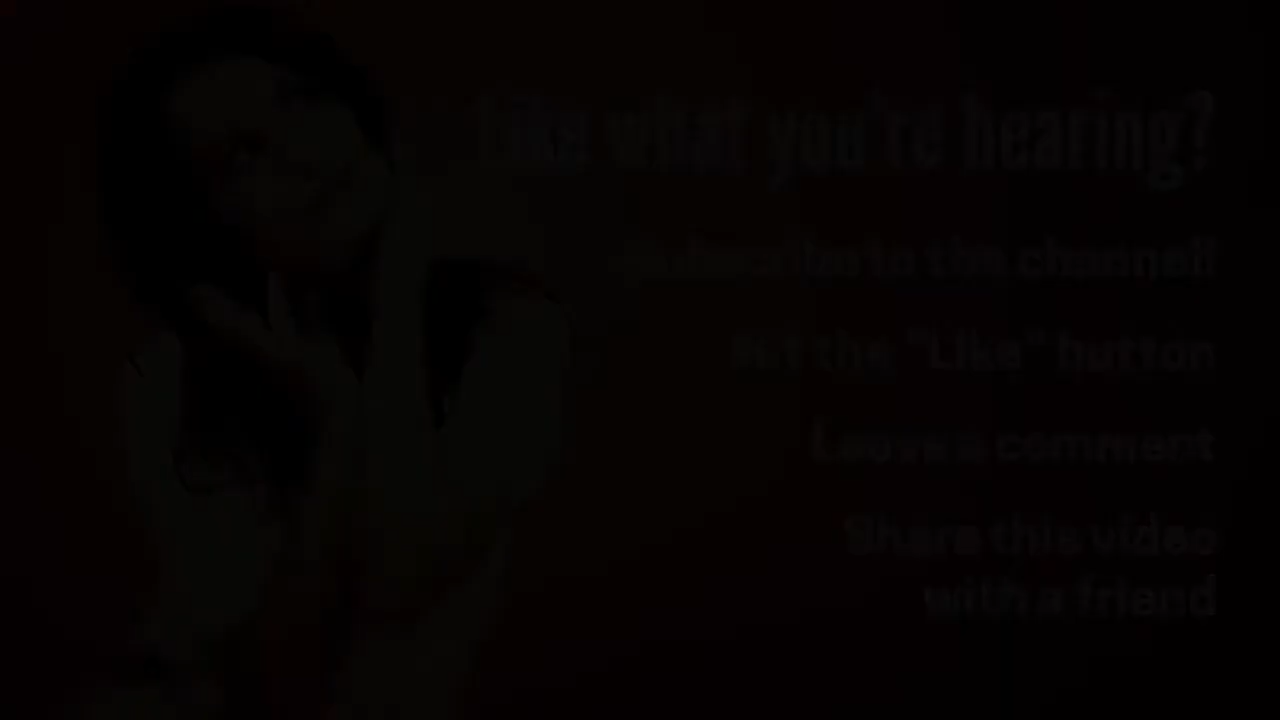 Like what you're hearing?
Subscribe to this channel!
Hit the "Like" button
Leave a comment
Share this video
with a friend